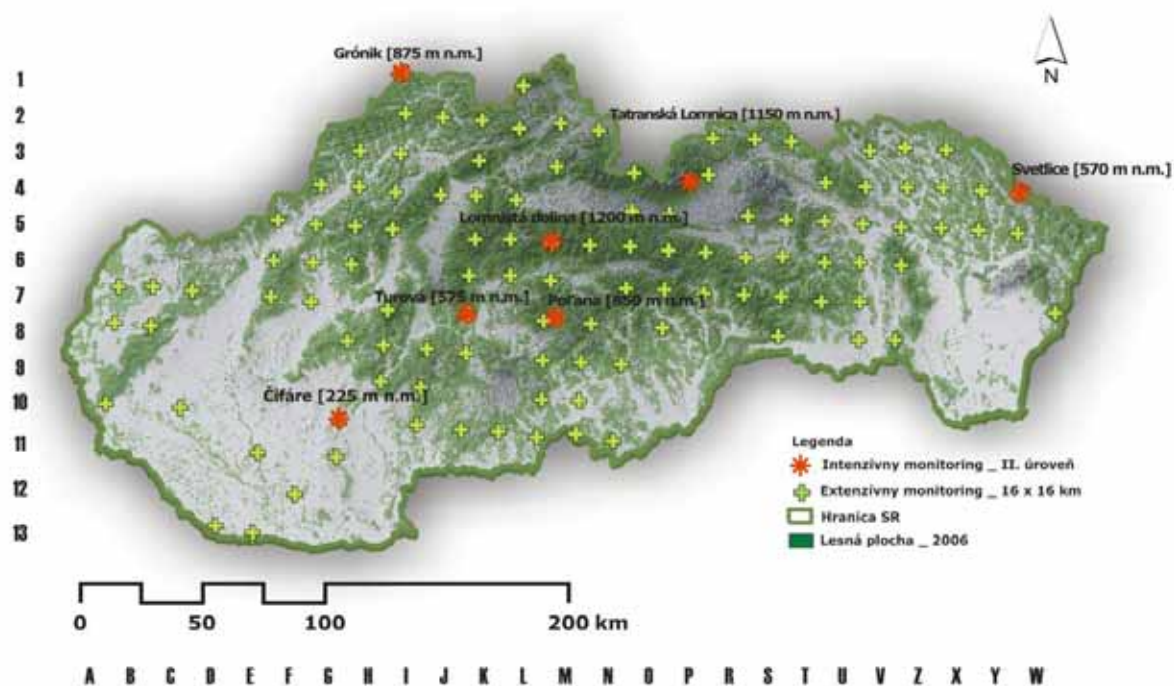 Grónik [875 m n.m.]
N
1
2
Tatranská Lomnica [1150 m n.m.]
3
Svetlice [570 m n.m.]
4
Lomnistá dolina [1200 m n.m.]
5
6
7
Turová [575 m n.m.]
Poľana [850 m n.m.]
8
9
Čifáre [225 m n.m.]
10
11
12
13
Legenda
Intenzívny monitoring _ II. úroveň
Extenzívny monitoring _ 16 x 16 km
Hranica SR
Lesná plocha _ 2006
0 50 100 200 km
A B C D E F G H I J K L M N O P R S T U V Z X Y W